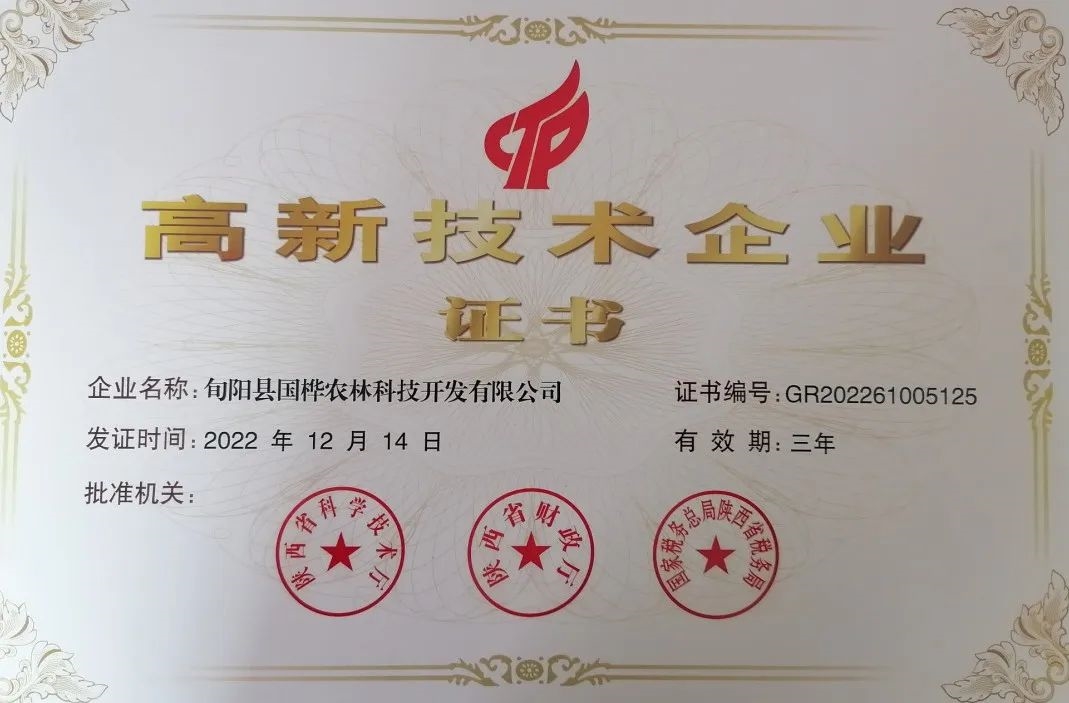 CTP
高新技术企业
证书
企业名称:旬阳县国桦农林科技开发有限公司
证书编号:GR202261005125
发证时间:2022 年 12 月 14 日
有 效 期:三年
批准机关:
陕西省科学技术厅
陕西省财政厅
国家税务总局陕西省税务局